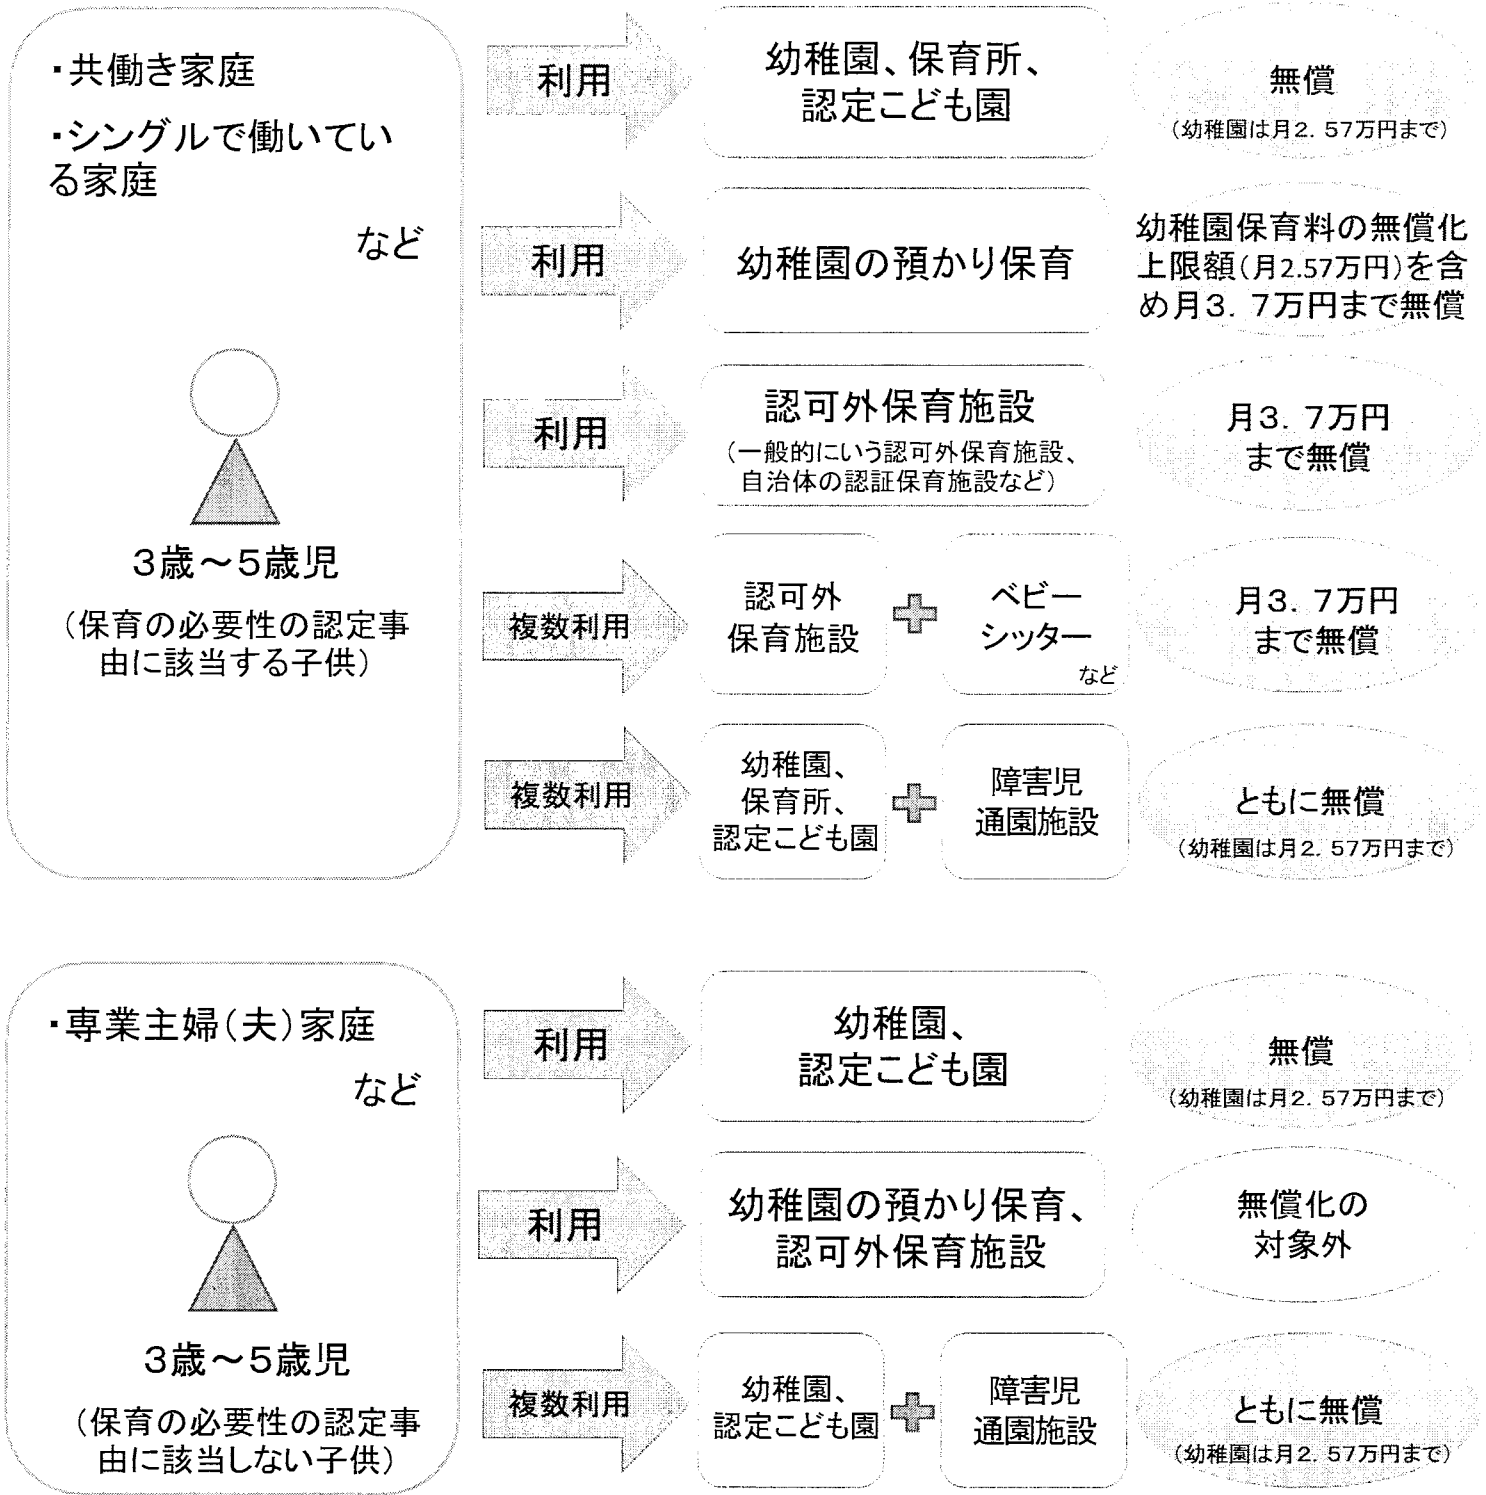 ・共働き家庭
・シングルで働いてい
る家庭
など
3歳～5歳児
（保育の必要性の認定事
由に該当する子供）
利用
幼稚園、保育所、
認定こども園
無償
（幼稚園は月2．57万円まで）
利用
幼稚園の預かり保育
幼稚園保育料の無償化
上限額（月2.57万円）を含
め月3．7万円まで無償
利用
認可外保育施設
（一般的にいう認可外保育施設、
自治体の認証保育施設など）
月3．7万円
まで無償
複数利用
認可外
保育施設
ベビー
シッター
など
月3．7万円
まで無償
複数利用
幼稚園、
保育所、
認定こども園
障害児
通園施設
ともに無償
（幼稚園は月2．57万円まで）
・専業主婦（夫）家庭
など
3歳～5歳児
（保育の必要性の認定事
由に該当しない子供）
利用
幼稚園、
認定こども園
無償
（幼稚園は月2．57万円まで）
利用
幼稚園の預かり保育、
認可外保育施設
無償化の
対象外
複数利用
幼稚園、
認定こども園
障害児
通園施設
ともに無償
（幼稚園は月2．57万円まで）